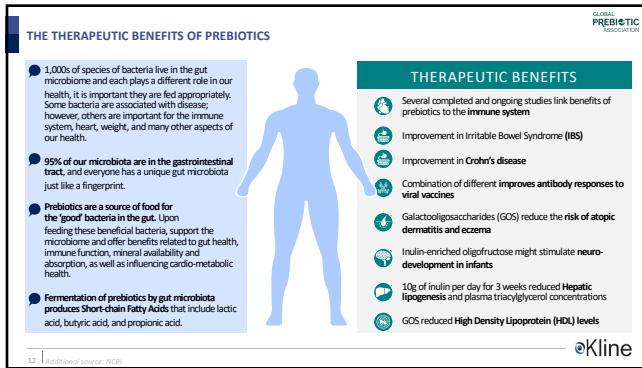 GLOBAL
PREBIOTIC
ASSOCIATION
THE THERAPEUTIC BENEFITS OF PREBIOTICS
1,000s of species of bacteria live in the gut
microbiome and each plays a different role in our
health, it is important they are fed appropriately.
Some bacteria are associated with disease;
however, others are important for the immune
system, heart, weight, and many other aspects of
our health.
95% of our microbiota are in the gastrointestinal
tract, and everyone has a unique gut microbiota
just like a fingerprint.
Prebiotics are a source of food for
the ‘good’ bacteria in the gut. Upon
feeding these beneficial bacteria, support the
microbiome and offer benefits related to gut health,
immune function, mineral availability and
absorption, as well as influencing cardio-metabolic
health.
Fermentation of prebiotics by gut microbiota
produces Short-chain Fatty Acids that include lactic
acid, butyric acid, and propionic acid.
THERAPEUTIC BENEFITS
Several completed and ongoing studies link benefits of
prebiotics to the immune system
Improvement in Irritable Bowel Syndrome (IBS)
Improvement in Crohn’s disease
Combination of different improves antibody responses to
viral vaccines
Galactooligosaccharides (GOS) reduce the risk of atopic
dermatitis and eczema
Inulin-enriched oligofructose might stimulate neuro-
development in infants
10g of inulin per day for 3 weeks reduced Hepatic
lipogenesis and plasma triacylglycerol concentrations
GOS reduced High Density Lipoprotein (HDL) levels
12 Additional source: NCBI
Kline